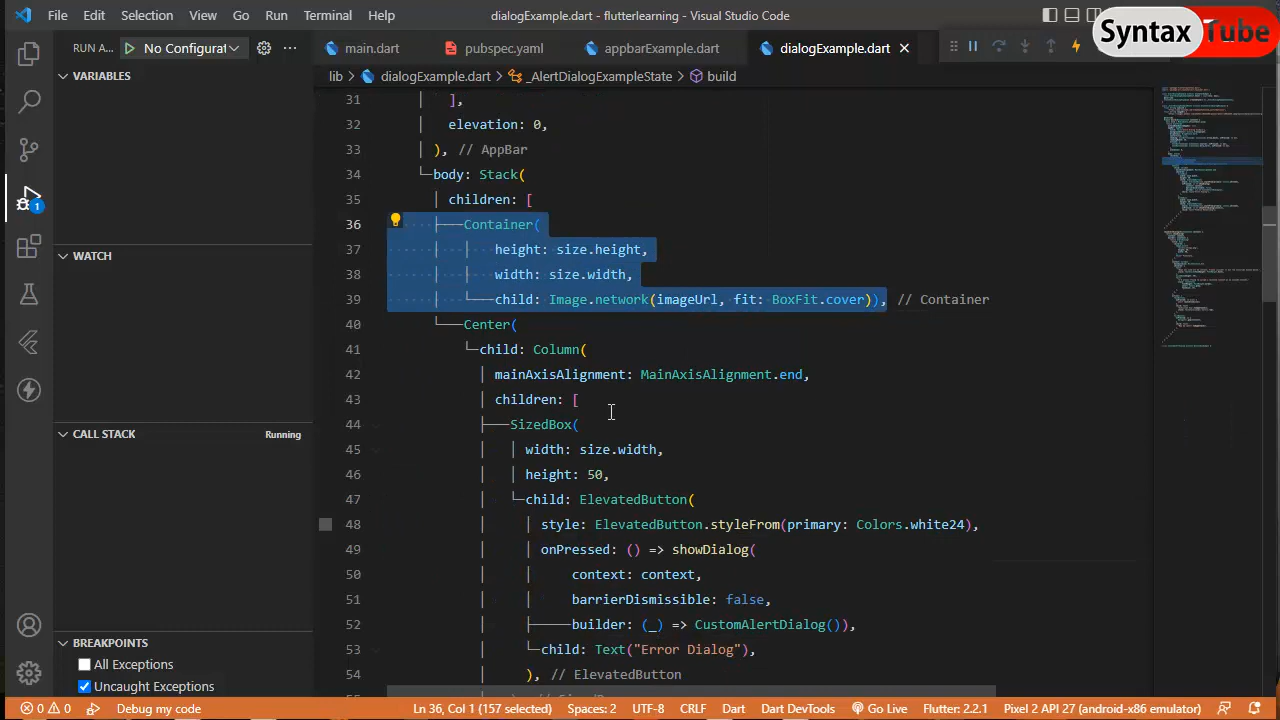 File Edit Selection View Go Run Terminal Help
dialogExample.dart - flutterlearning - Visual Studio Code
Syntax Tube
RUN A... No Configurat
main.dart
appbarExample.dart
dialogExample.dart
lib > dialogExample.dart > _AlertDialogExampleState > build
VARIABLES
WATCH
CALL STACK Running
BREAKPOINTS
All Exceptions
Uncaught Exceptions
31 ],
32 elevation: 0,
33 ), // AppBar
34 body: Stack(
35 children: [
36 Container(
37 height: size.height,
38 width: size.width,
39 child: Image.network(imageUrl, fit: BoxFit.cover)), // Container
40 Center(
41 child: Column(
42 mainAxisAlignment: MainAxisAlignment.end,
43 children: [
44 SizedBox(
45 width: size.width,
46 height: 50,
47 child: ElevatedButton(
48 style: ElevatedButton.styleFrom(primary: Colors.white24),
49 onPressed: () => showDialog(
50 context: context,
51 barrierDismissible: false,
52 builder: (_) => CustomAlertDialog()),
53 child: Text("Error Dialog"),
54 ), // ElevatedButton
1
0 0 Debug my code Ln 36, Col 1 (157 selected) Spaces: 2 UTF-8 CRLF Dart Dart DevTools Go Live Flutter: 2.2.1 Pixel 2 API 27 (android-x86 emulator)